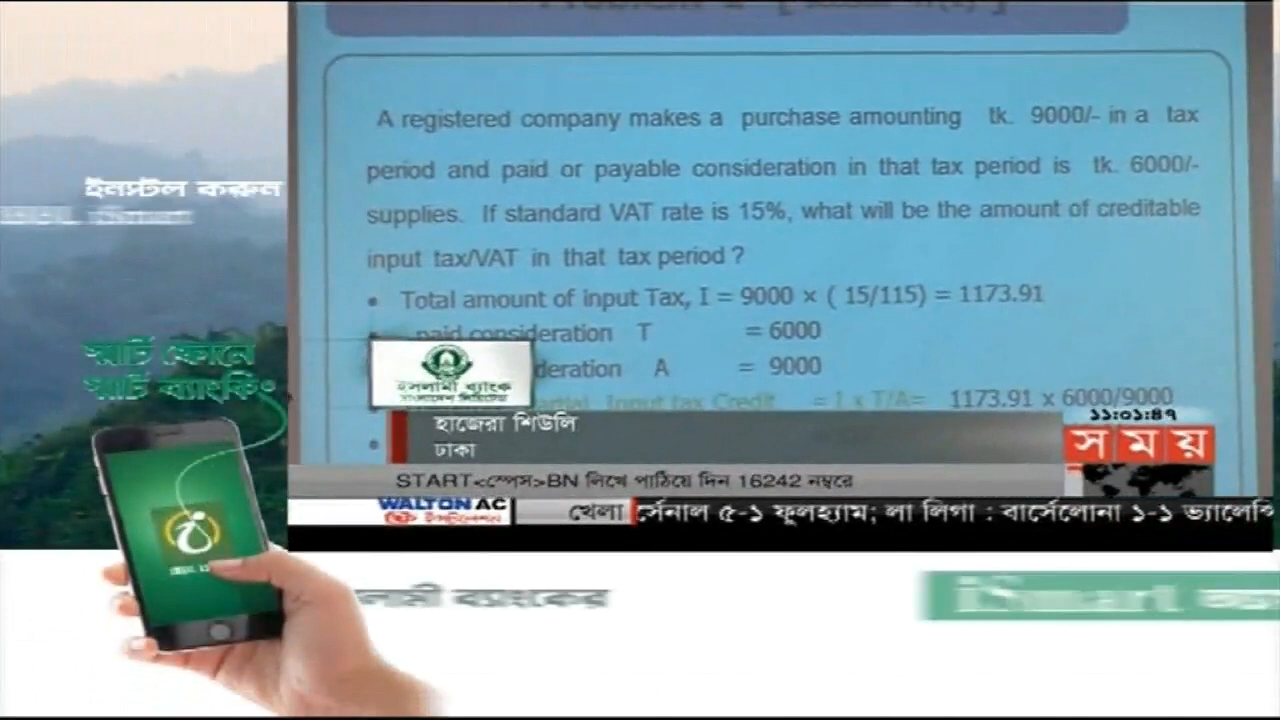 A registered company makes a purchase amounting tk. 9000/- in a tax
period and paid or payable consideration in that tax period is tk. 6000/-
supplies. If standard VAT rate is 15%, what will be the amount of creditable
input tax/VAT in that tax period ?
• Total amount of input Tax, I = 9000 × ( 15/115) = 1173.91
paid consideration T = 6000
deration A = 9000
Input tax Credit = I x T/A= 1173.91 x 6000/9000
ইনস্টল করুন
স্মার্ট ফোনে
স্মার্ট ব্যাংকিং
ইসলামী ব্যাংক
বাংলাদেশ লিমিটেড
হাজেরা শিউলি
ঢাকা
১১:০১:৪৭
সময়
START<স্পেস>BN লিখে পাঠিয়ে দিন 16242 নম্বরে
WALTON AC
খেলা র্সেনাল ৫-১ ফুলহ্যাম; লা লিগা : বার্সেলোনা ১-১ ভ্যালেন্সি
লামী ব্যাংকের
iSmart